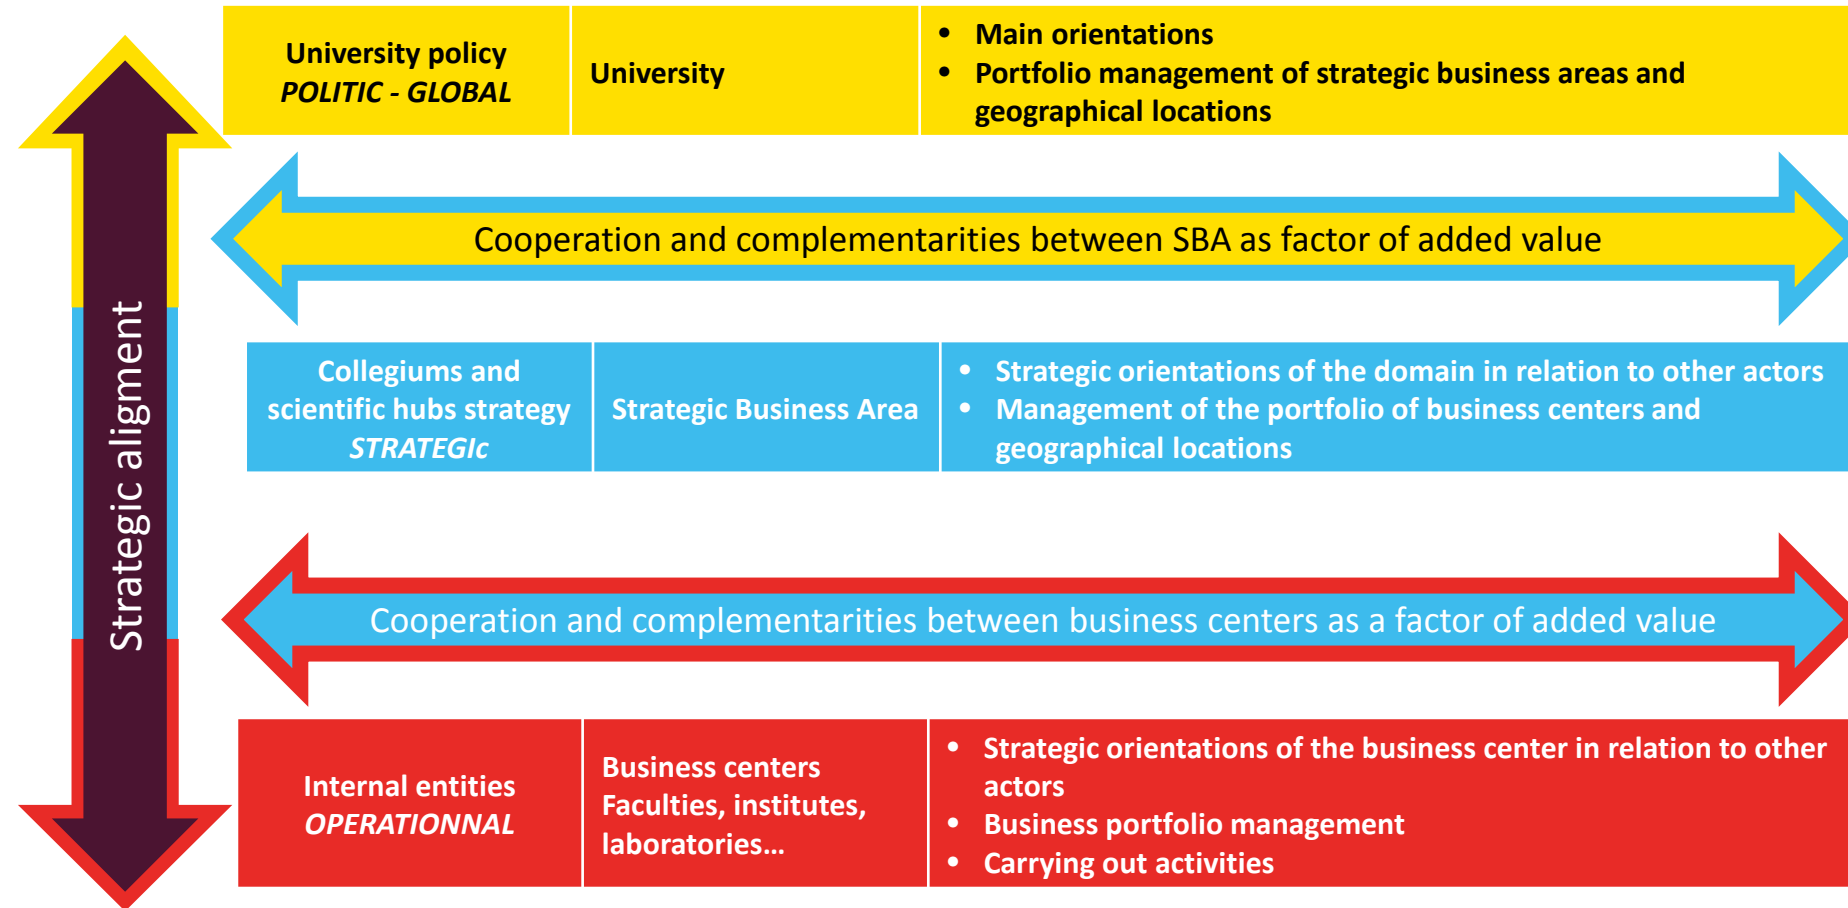 University policy
POLITIC - GLOBAL
University
• Main orientations
• Portfolio management of strategic business areas and
geographical locations
Cooperation and complementarities between SBA as factor of added value
Strategic aligment
Collegiums and
scientific hubs strategy
STRATEGIc
Strategic Business Area
• Strategic orientations of the domain in relation to other actors
• Management of the portfolio of business centers and
geographical locations
Cooperation and complementarities between business centers as a factor of added value
Internal entities
OPERATIONNAL
Business centers
Faculties, institutes,
laboratories...
• Strategic orientations of the business center in relation to other
actors
• Business portfolio management
• Carrying out activities